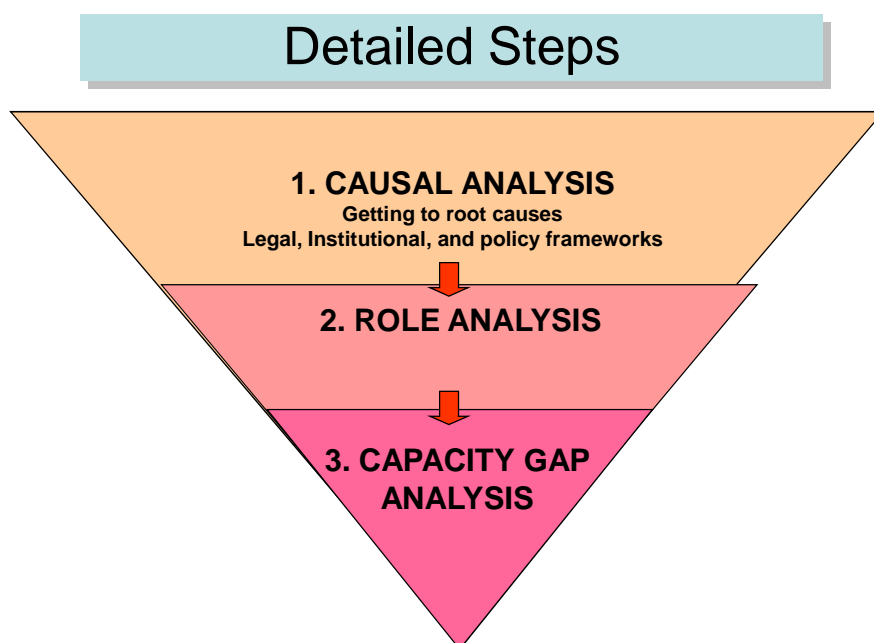 Detailed Steps
1. CAUSAL ANALYSIS
Getting to root causes
Legal, Institutional, and policy frameworks
2. ROLE ANALYSIS
3. CAPACITY GAP
ANALYSIS